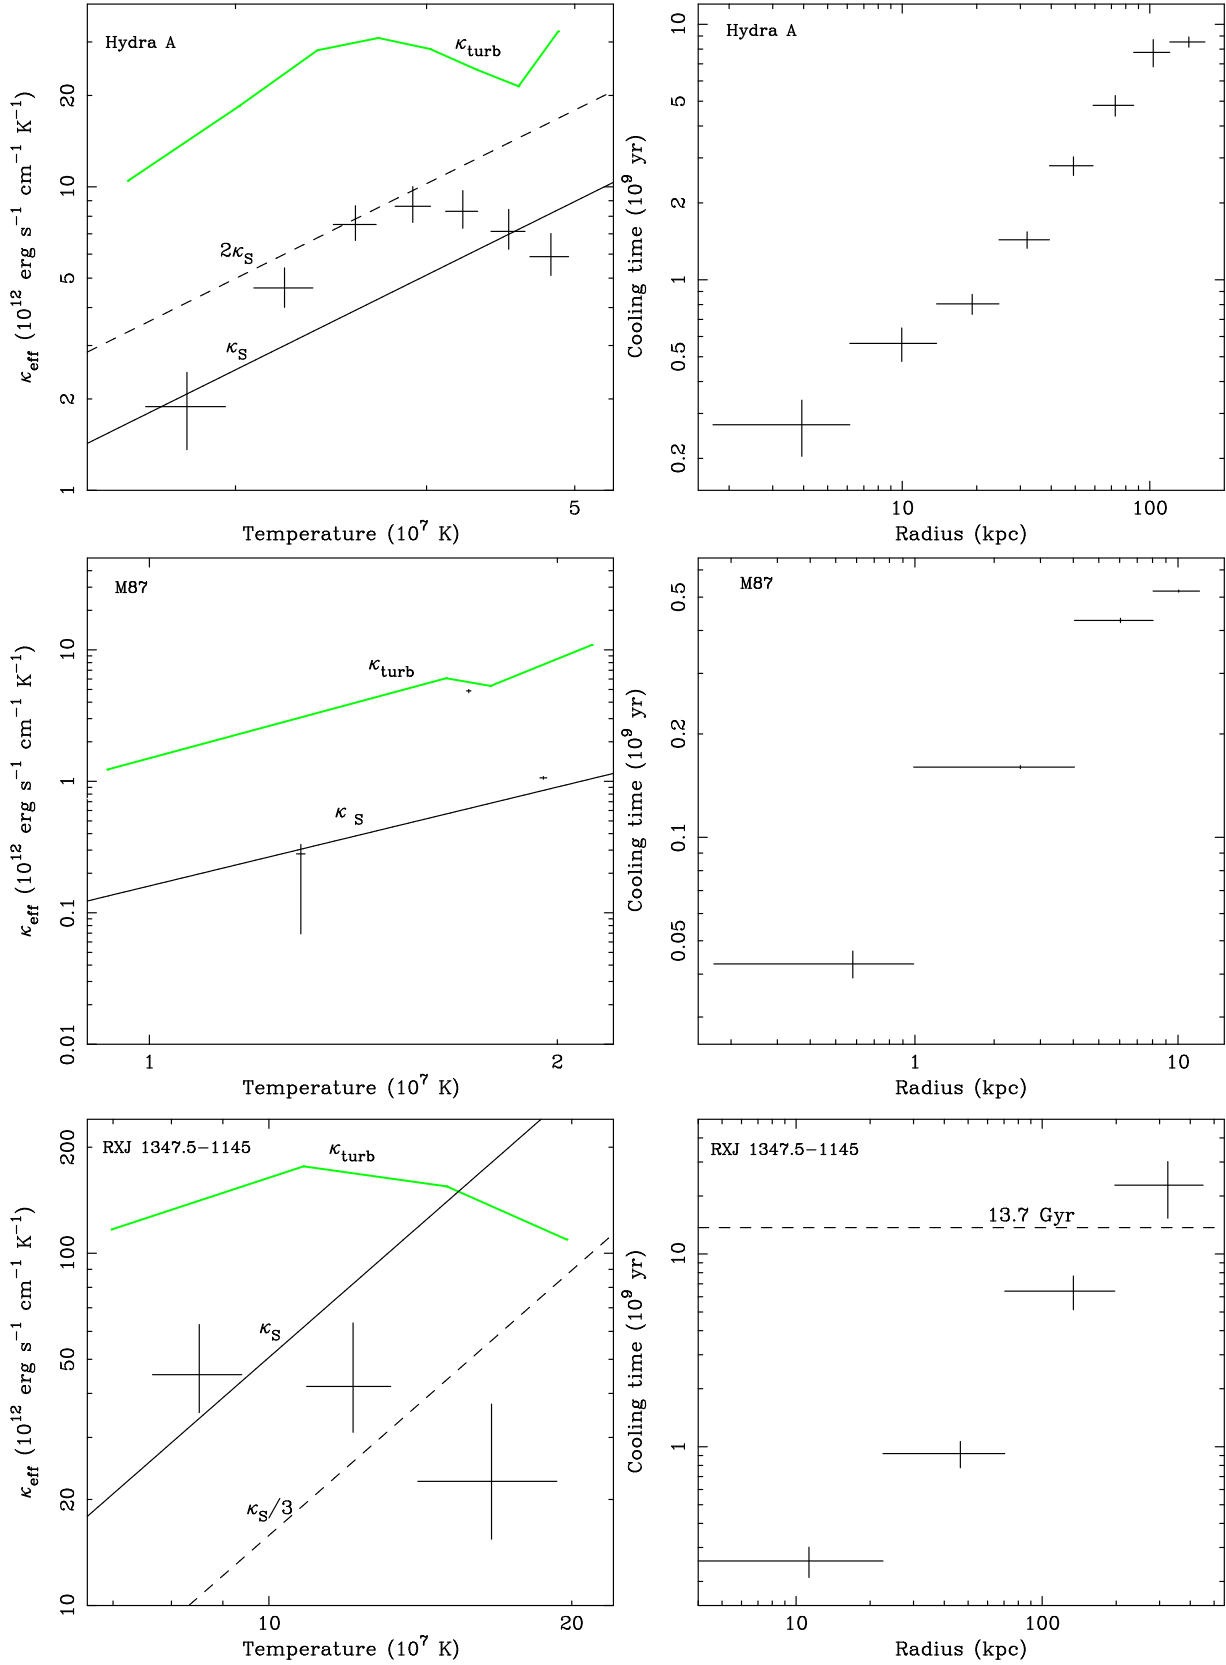 Hydra A
κturb
2κS
κS
20
10
5
2
1
5
κeff (10^12 erg s^−1 cm^−1 K^−1)
Temperature (10^7 K)
Hydra A
10
5
2
1
0.5
0.2
10
100
Cooling time (10^9 yr)
Radius (kpc)
M87
κturb
κ S
10
1
0.1
0.01
1
2
κeff (10^12 erg s^−1 cm^−1 K^−1)
Temperature (10^7 K)
M87
0.5
0.2
0.1
0.05
1
10
Cooling time (10^9 yr)
Radius (kpc)
RXJ 1347.5−1145
κturb
κS
κS/3
200
100
50
20
10
10
20
κeff (10^12 erg s^−1 cm^−1 K^−1)
Temperature (10^7 K)
RXJ 1347.5−1145
13.7 Gyr
10
1
10
100
Cooling time (10^9 yr)
Radius (kpc)